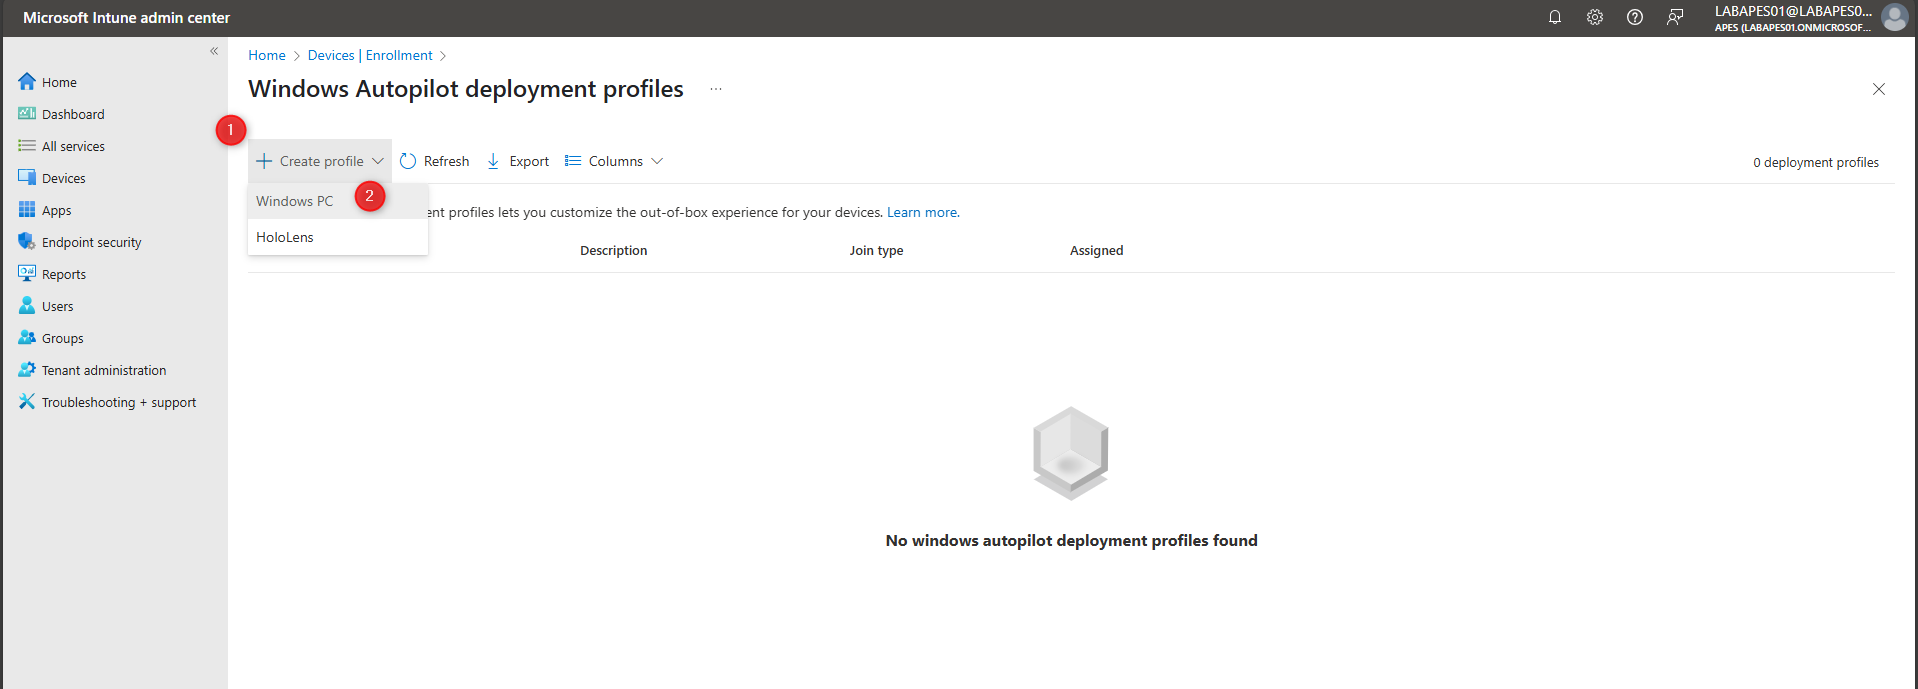 Microsoft Intune admin center
LABAPES01@LABAPES0...
APES (LABAPES01.ONMICROSOF...
«
Home
Dashboard
All services
Devices
Apps
Endpoint security
Reports
Users
Groups
Tenant administration
Troubleshooting + support
Home > Devices | Enrollment >
Windows Autopilot deployment profiles ...
1
Create profile Refresh Export Columns
0 deployment profiles
Windows PC 2
HoloLens
ent profiles lets you customize the out-of-box experience for your devices. Learn more.
Description Join type Assigned
No windows autopilot deployment profiles found